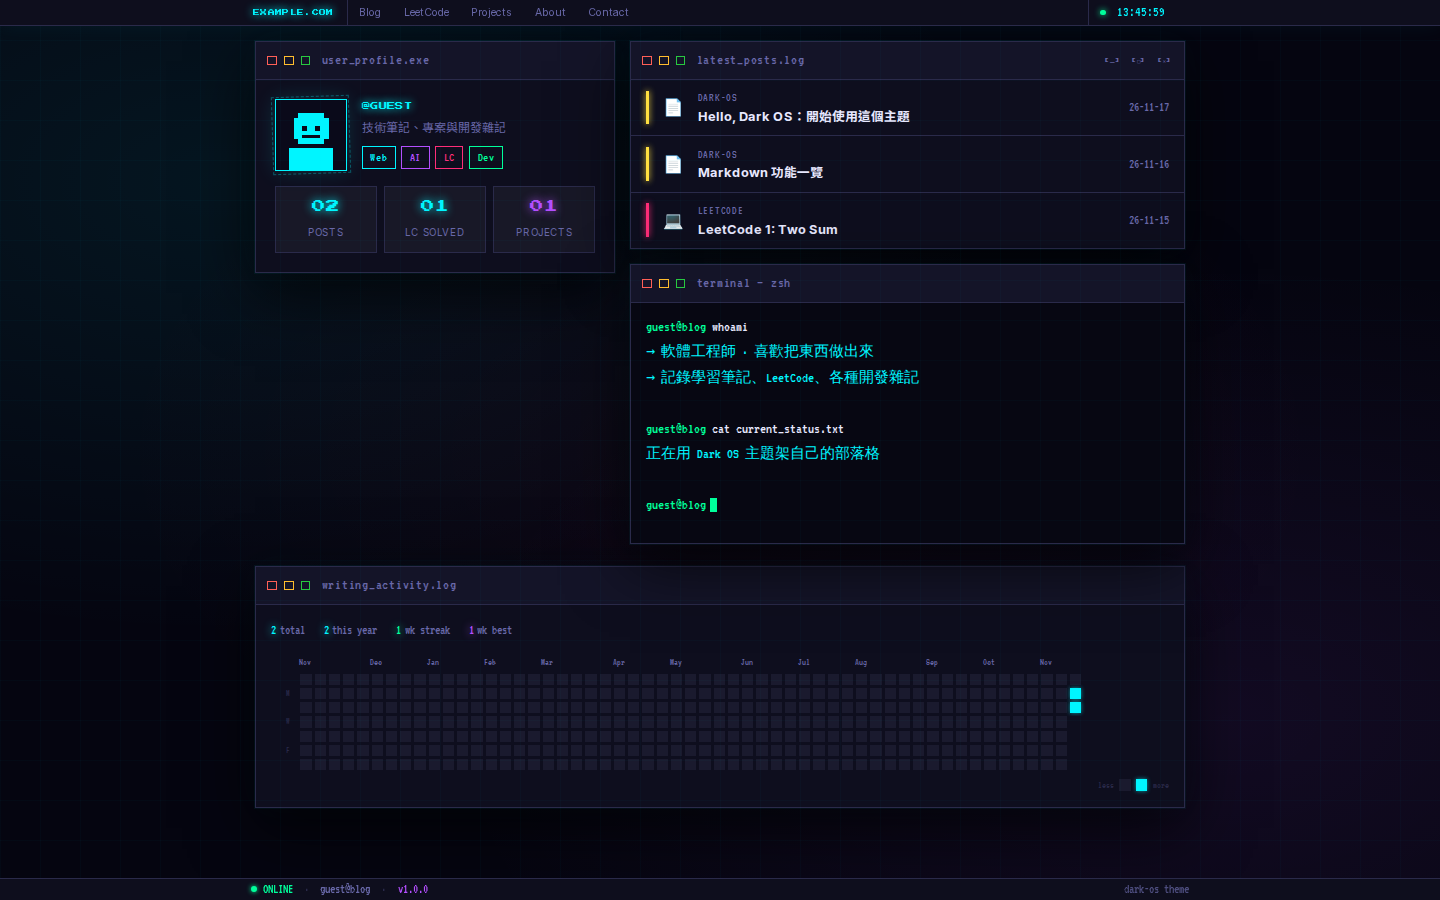 EXAMPLE.COM
Blog
LeetCode
Projects
About
Contact
13:45:59
user_profile.exe
@GUEST
技術筆記、專案與開發雜記
Web
AI
LC
Dev
02
POSTS
01
LC SOLVED
01
PROJECTS
latest_posts.log
DARK-OS
Hello, Dark OS：開始使用這個主題
26-11-17
DARK-OS
Markdown 功能一覽
26-11-16
LEETCODE
LeetCode 1: Two Sum
26-11-15
terminal — zsh
guest@blog whoami
→ 軟體工程師 · 喜歡把東西做出來
→ 記錄學習筆記、LeetCode、各種開發雜記
guest@blog cat current_status.txt
正在用 Dark OS 主題架自己的部落格
guest@blog
writing_activity.log
2 total
2 this year
1 wk streak
1 wk best
Nov Dec Jan Feb Mar Apr May Jun Jul Aug Sep Oct Nov
less
more
ONLINE · guest@blog · v1.0.0
dark-os theme